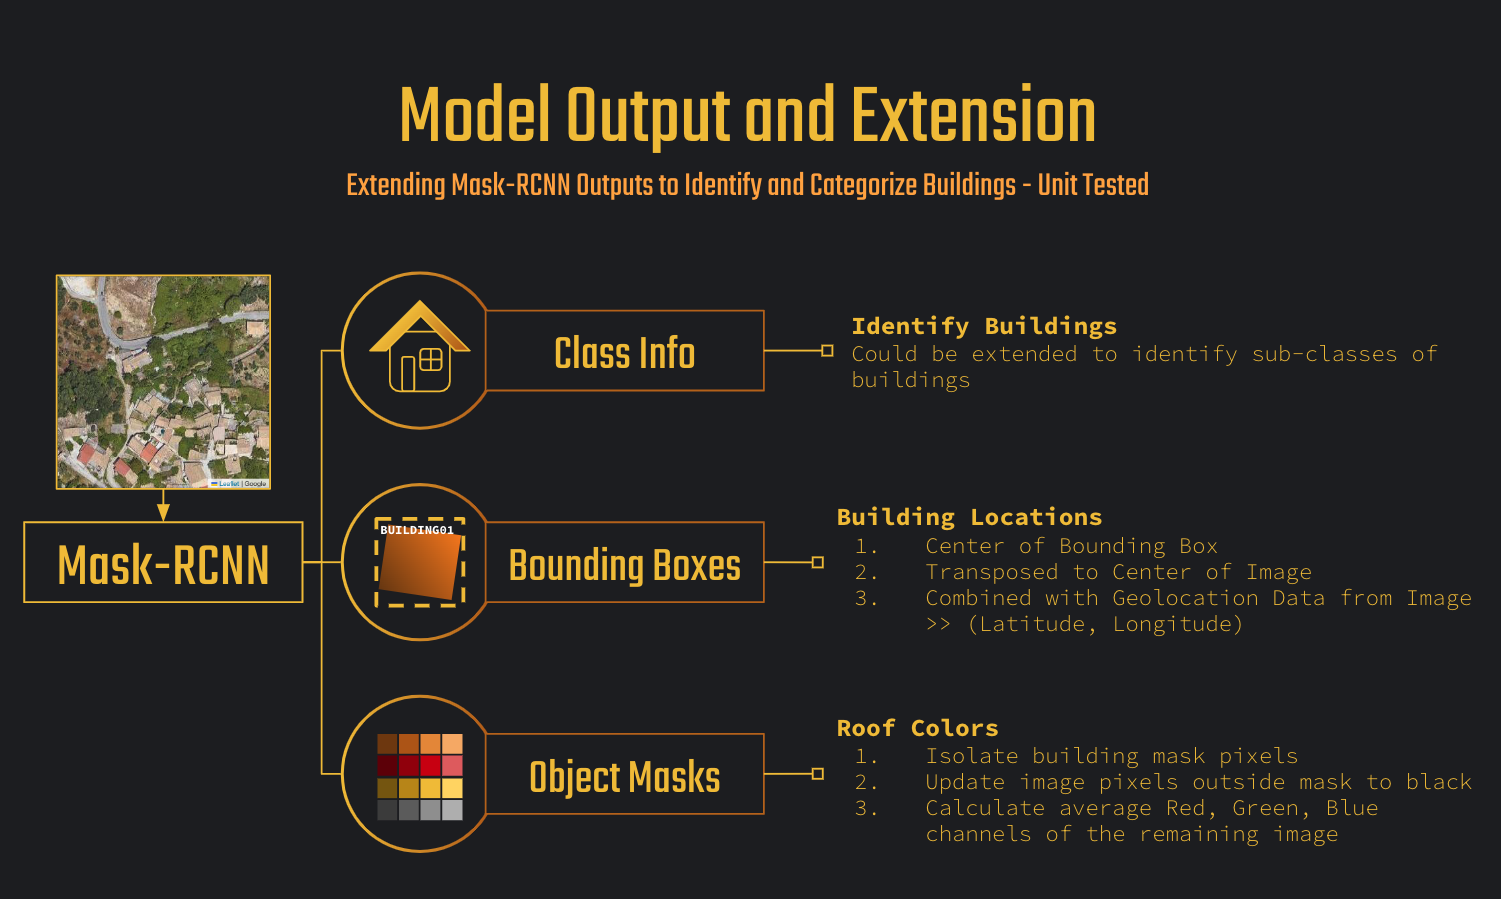 Model Output and Extension
Extending Mask-RCNN Outputs to Identify and Categorize Buildings - Unit Tested
Leaflet | Google
Mask-RCNN
Class Info
Identify Buildings
Could be extended to identify sub-classes of
buildings
BUILDING01
Bounding Boxes
Building Locations
1. Center of Bounding Box
2. Transposed to Center of Image
3. Combined with Geolocation Data from Image
>> (Latitude, Longitude)
Object Masks
Roof Colors
1. Isolate building mask pixels
2. Update image pixels outside mask to black
3. Calculate average Red, Green, Blue
channels of the remaining image